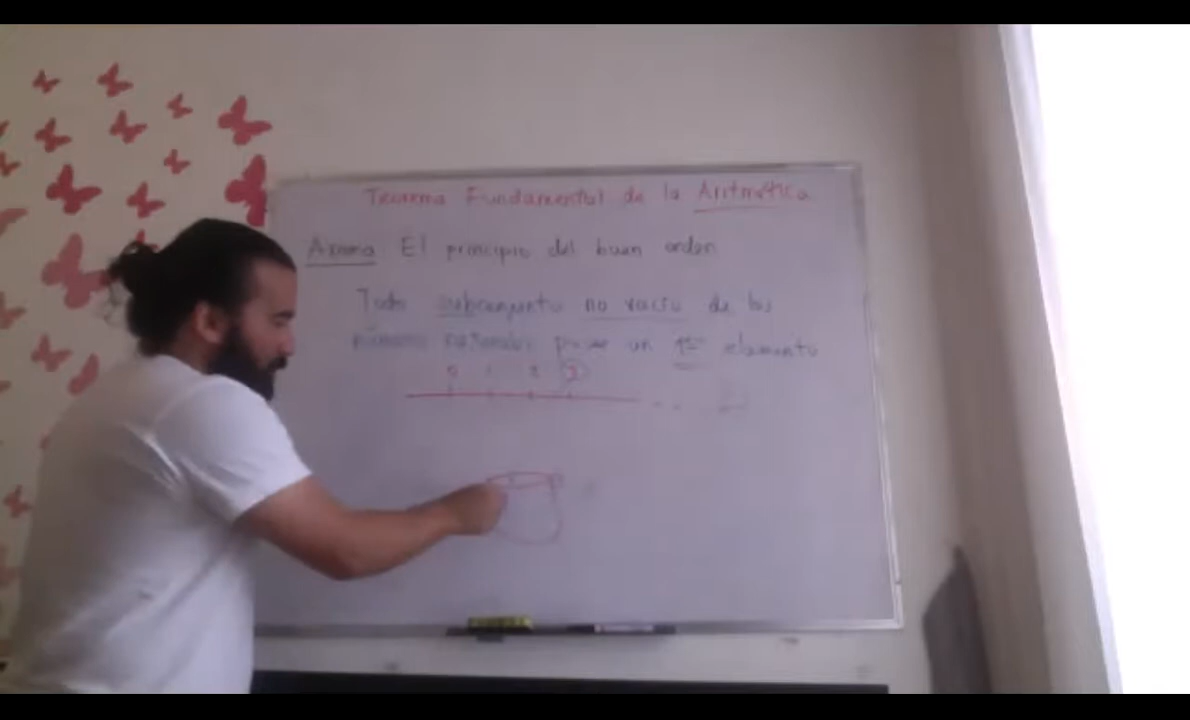 Teorema Fundamental de la Aritmética
Axioma El principio del buen orden
Todo subconjunto no vacío de los
números naturales posee un 1er elemento
0 1 2 3